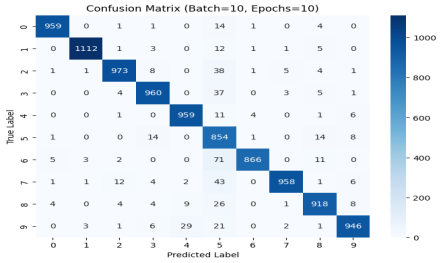 Confusion Matrix (Batch=10, Epochs=10)
0 959 0 1 1 0 14 1 0 4 0
1 0 1112 1 3 0 12 1 1 5 0
2 1 1 973 8 0 38 1 5 4 1
3 0 0 4 960 0 37 0 3 5 1
4 0 0 1 0 959 11 4 0 1 6
5 1 0 0 14 0 854 1 0 14 8
6 5 3 2 0 0 71 866 0 11 0
7 1 1 12 4 2 43 0 958 1 6
8 4 0 4 4 9 26 0 1 918 8
9 0 3 1 6 29 21 0 2 1 946
0 1 2 3 4 5 6 7 8 9
Predicted Label
True Label
1000
800
600
400
200
0